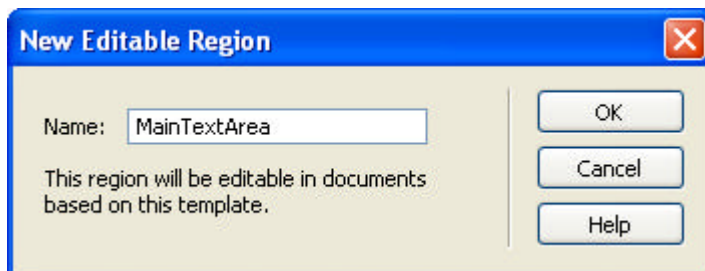 New Editable Region
Name: MainTextArea
This region will be editable in documents
based on this template.
OK
Cancel
Help